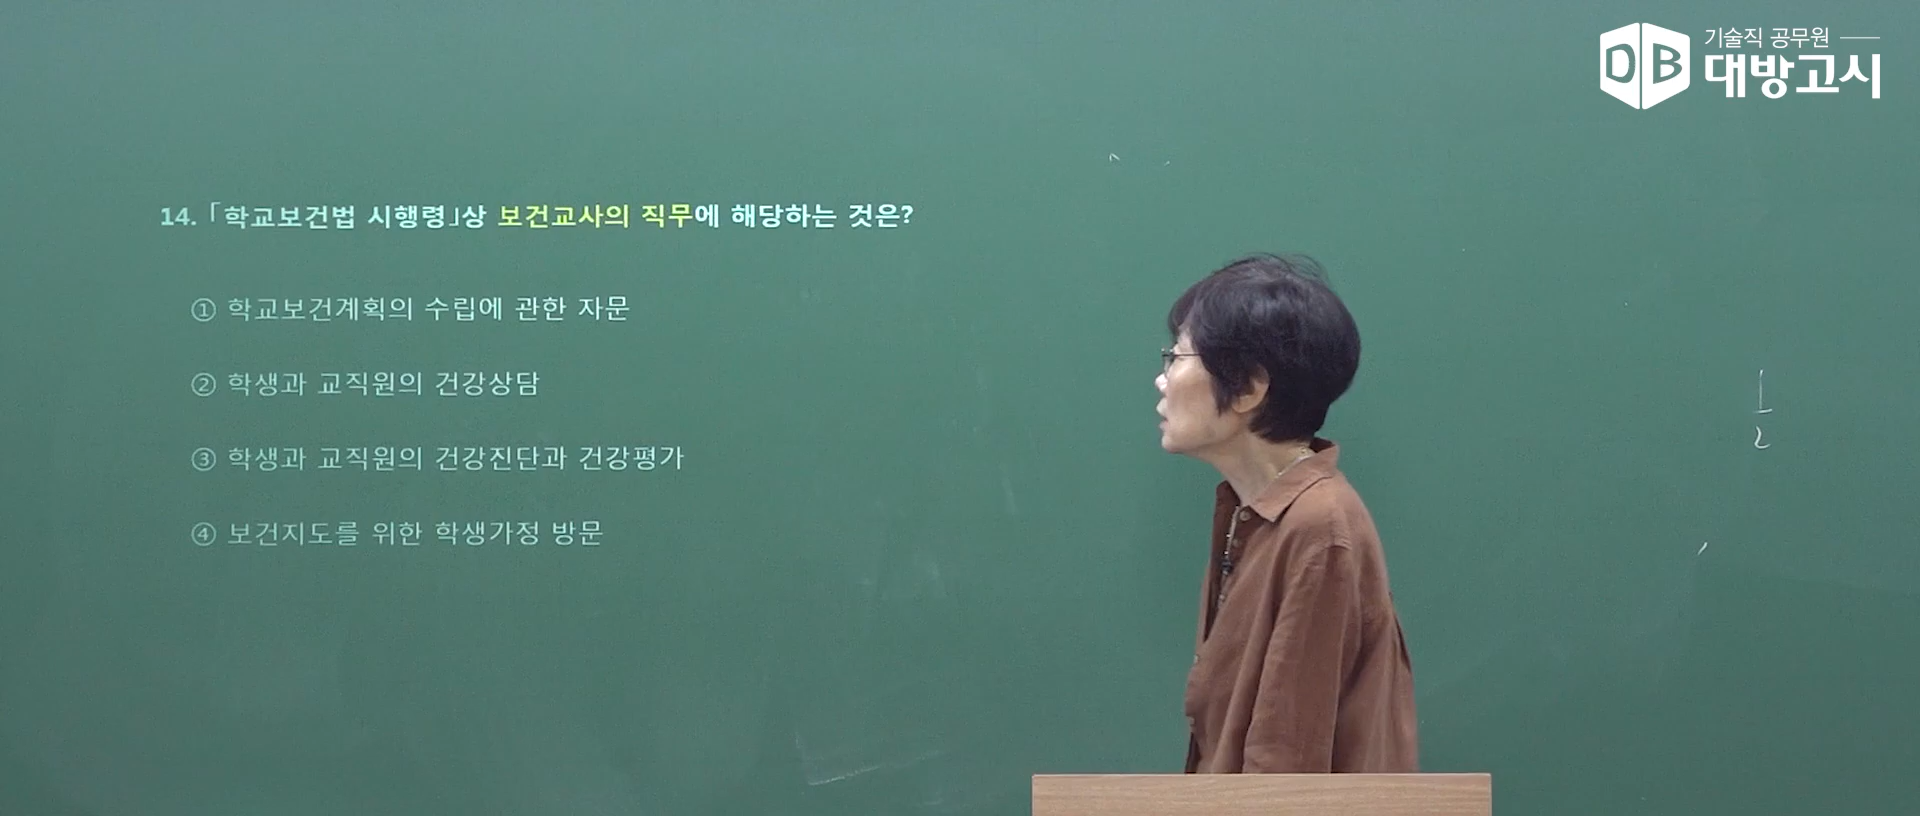 기술직 공무원
DB 대방고시
14. 「학교보건법 시행령」상 보건교사의 직무에 해당하는 것은?
① 학교보건계획의 수립에 관한 자문
② 학생과 교직원의 건강상담
③ 학생과 교직원의 건강진단과 건강평가
④ 보건지도를 위한 학생가정 방문
1
2